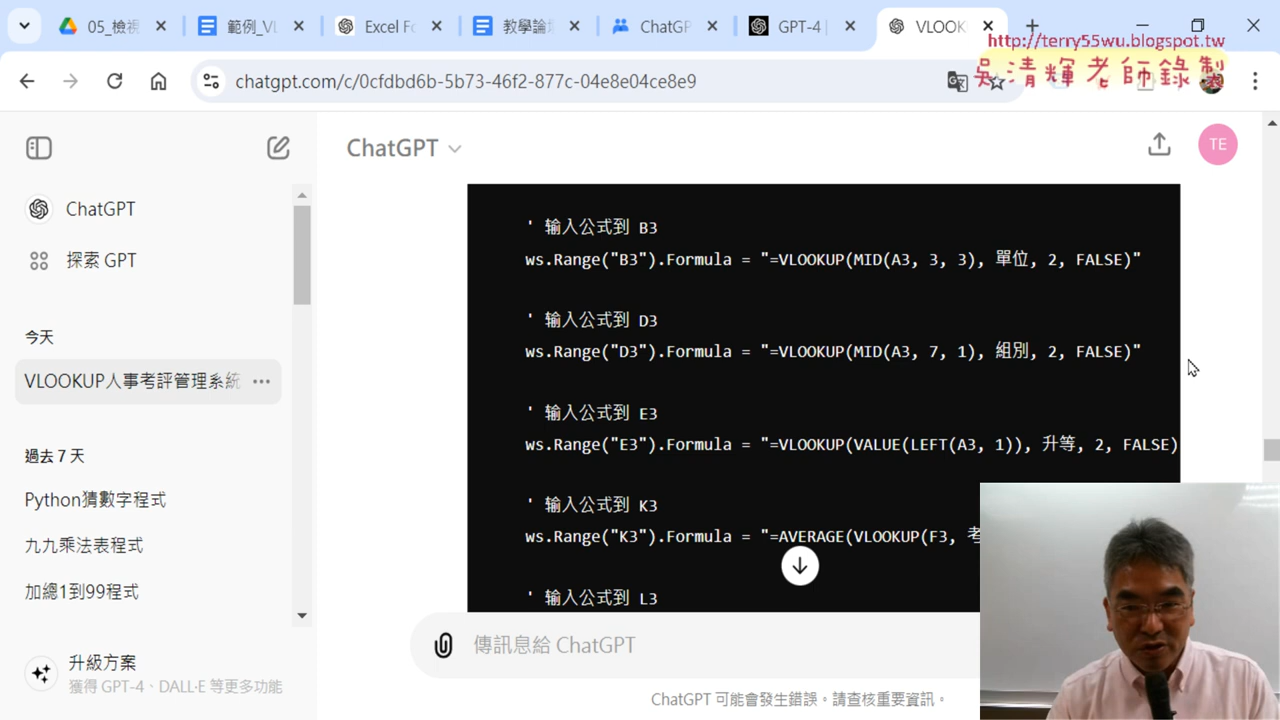 05_檢視
範例_VL
Excel Fo
教學論壇
ChatGP
GPT-4 |
VLOOK
http://terry55wu.blogspot.tw
吳清輝老師錄製
chatgpt.com/c/0cfdbd6b-5b73-46f2-877c-04e8e04ce8e9
ChatGPT
TE
ChatGPT
探索 GPT
今天
VLOOKUP人事考評管理系統
過去 7 天
Python猜數字程式
九九乘法表程式
加總1到99程式
升級方案
獲得 GPT-4、DALL·E 等更多功能
' 输入公式到 B3
ws.Range("B3").Formula = "=VLOOKUP(MID(A3, 3, 3), 單位, 2, FALSE)"
' 输入公式到 D3
ws.Range("D3").Formula = "=VLOOKUP(MID(A3, 7, 1), 組別, 2, FALSE)"
' 输入公式到 E3
ws.Range("E3").Formula = "=VLOOKUP(VALUE(LEFT(A3, 1)), 升等, 2, FALSE)
' 输入公式到 K3
ws.Range("K3").Formula = "=AVERAGE(VLOOKUP(F3, 考
' 输入公式到 L3
傳訊息給 ChatGPT
ChatGPT 可能會發生錯誤。請查核重要資訊。